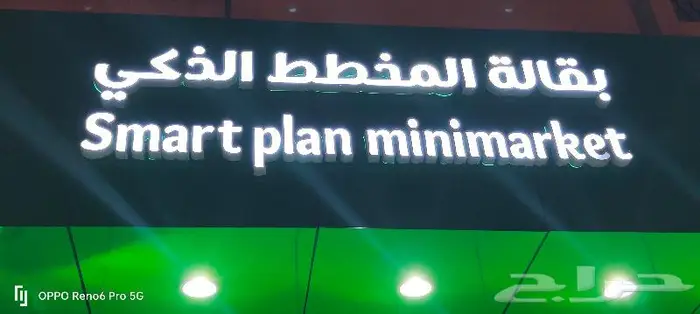 بقالة المخطط الذكي
Smart plan minimarket
OPPO Reno6 Pro 5G
حراج